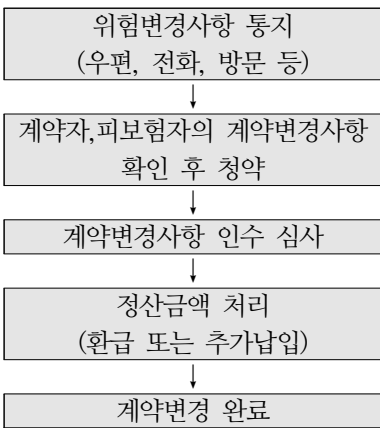 위험변경사항 통지
(우편, 전화, 방문 등)
계약자,피보험자의 계약변경사항
확인 후 청약
계약변경사항 인수 심사
정산금액 처리
(환급 또는 추가납입)
계약변경 완료